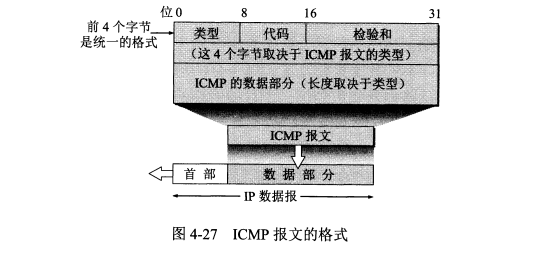 位 0 8 16 31
前 4 个字节
是统一的格式
类型 代码 检验和
(这 4 个字节取决于 ICMP 报文的类型)
ICMP 的数据部分(长度取决于类型)
ICMP 报文
首部 数据部分
IP 数据报
图 4-27 ICMP 报文的格式